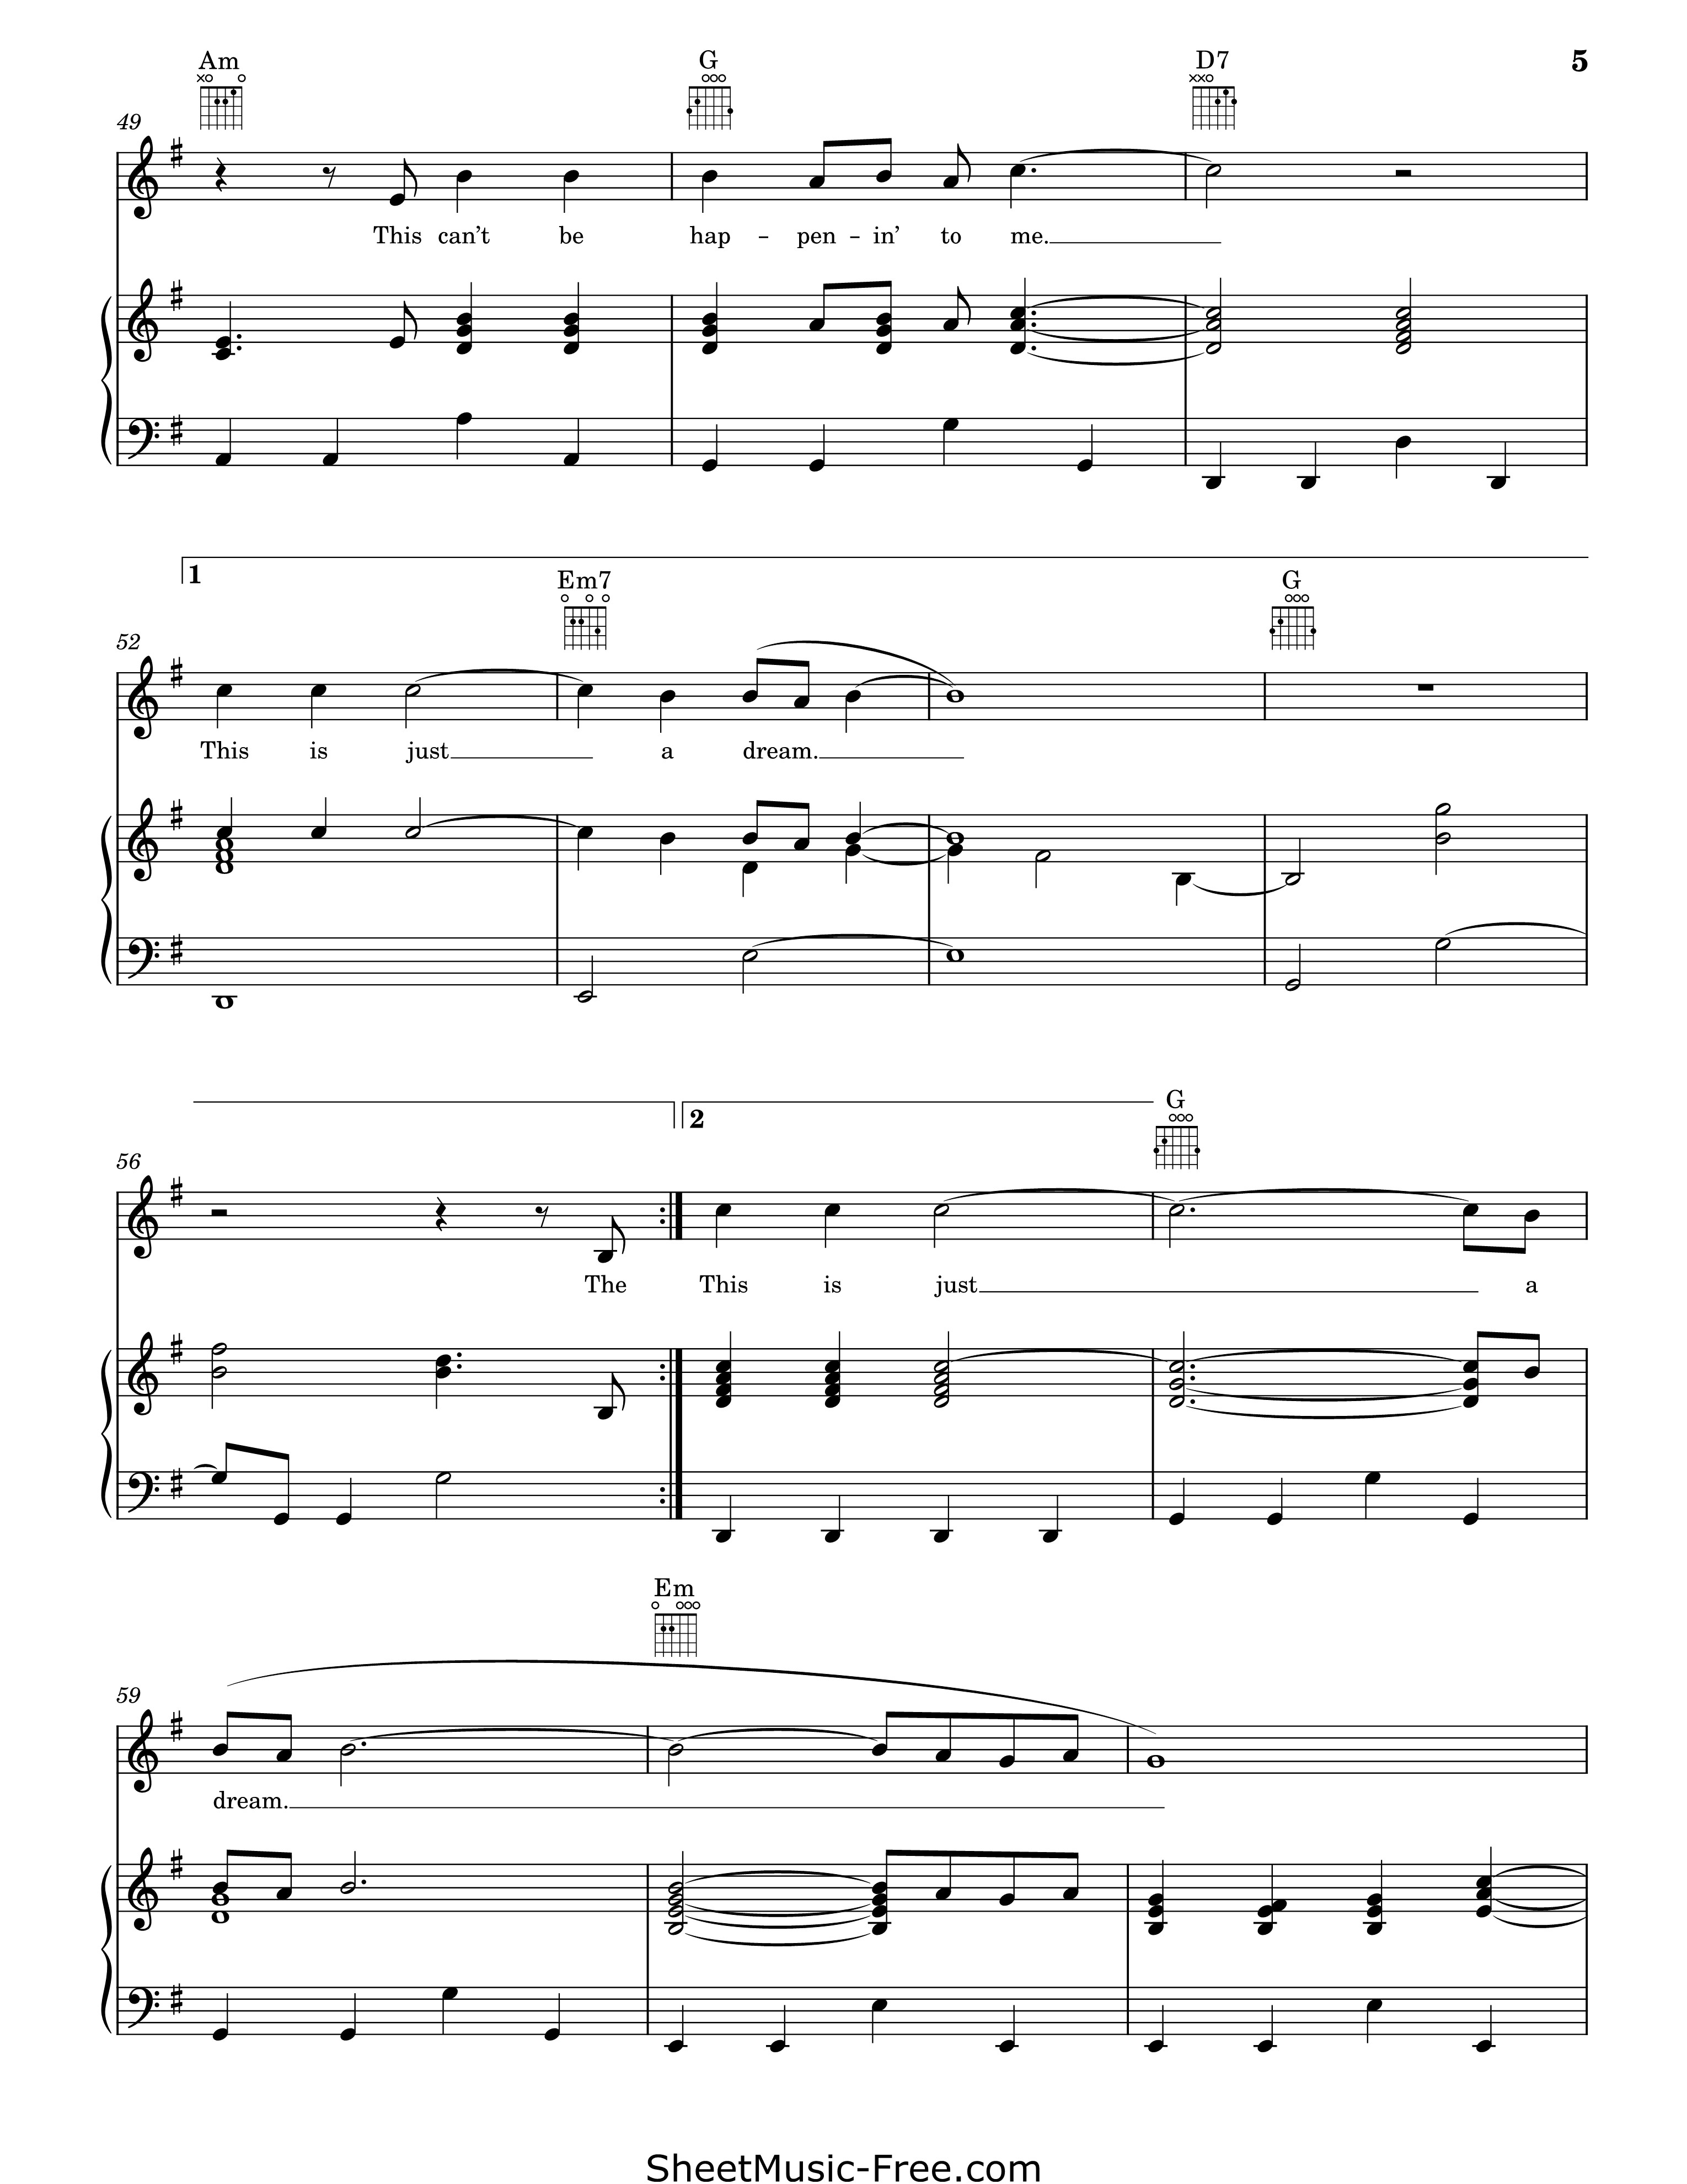 Am G D7 5
49
This can’t be hap - pen - in’ to me.
1
Em7 G
52
This is just a dream.
2
G
56
The This is just a
Em
59
dream.
SheetMusic-Free.com